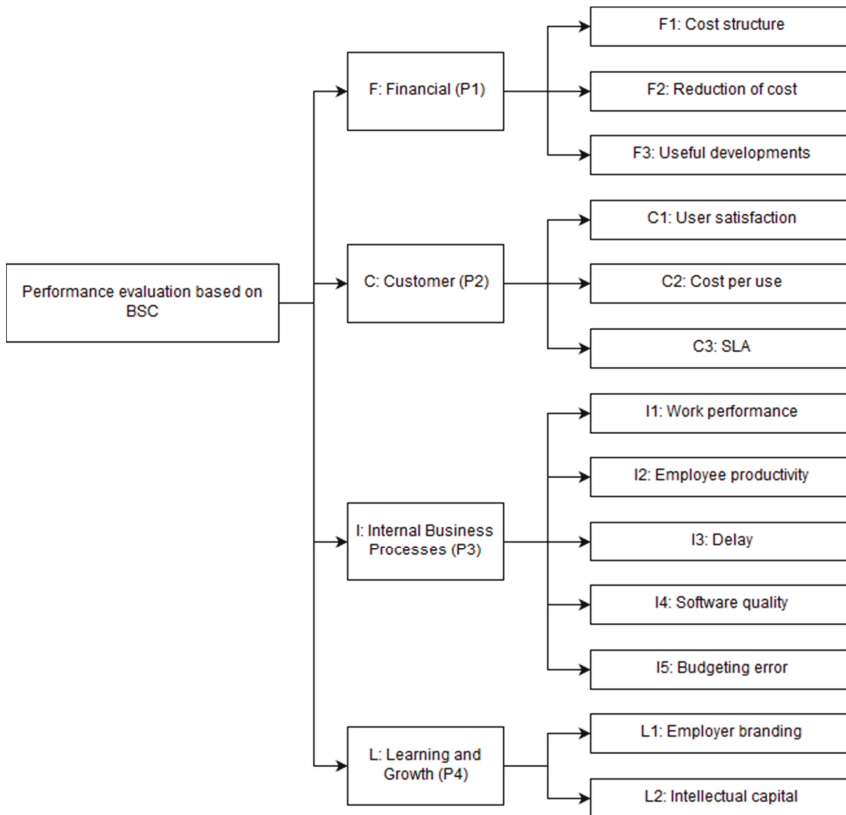 Performance evaluation based on
BSC
F: Financial (P1)
F1: Cost structure
F2: Reduction of cost
F3: Useful developments
C: Customer (P2)
C1: User satisfaction
C2: Cost per use
C3: SLA
I: Internal Business
Processes (P3)
I1: Work performance
I2: Employee productivity
I3: Delay
I4: Software quality
I5: Budgeting error
L: Learning and
Growth (P4)
L1: Employer branding
L2: Intellectual capital